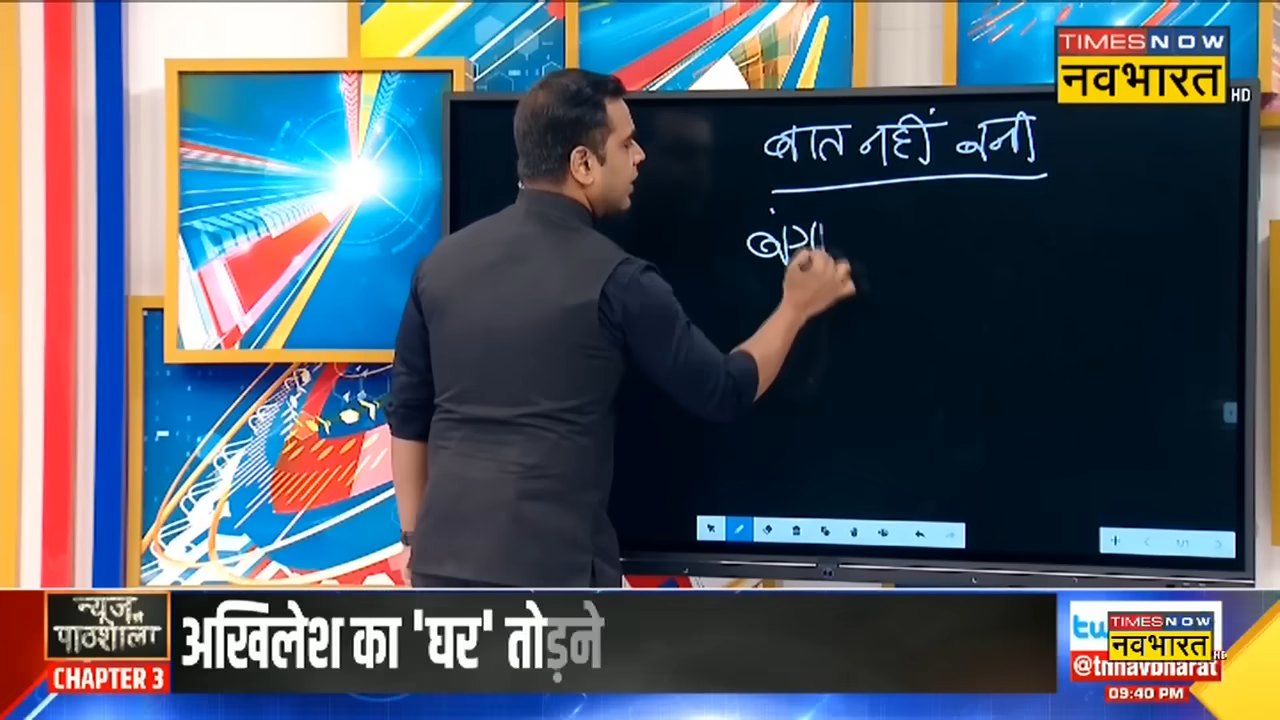 TIMES NOW
नवभारत HD
बात नहीं बनी
बंगा
न्यूज़ की
पाठशाला
CHAPTER 3
अखिलेश का 'घर' तोड़ने
TIMES NOW
नवभारत HD
@tnnavbharat
09:40 PM